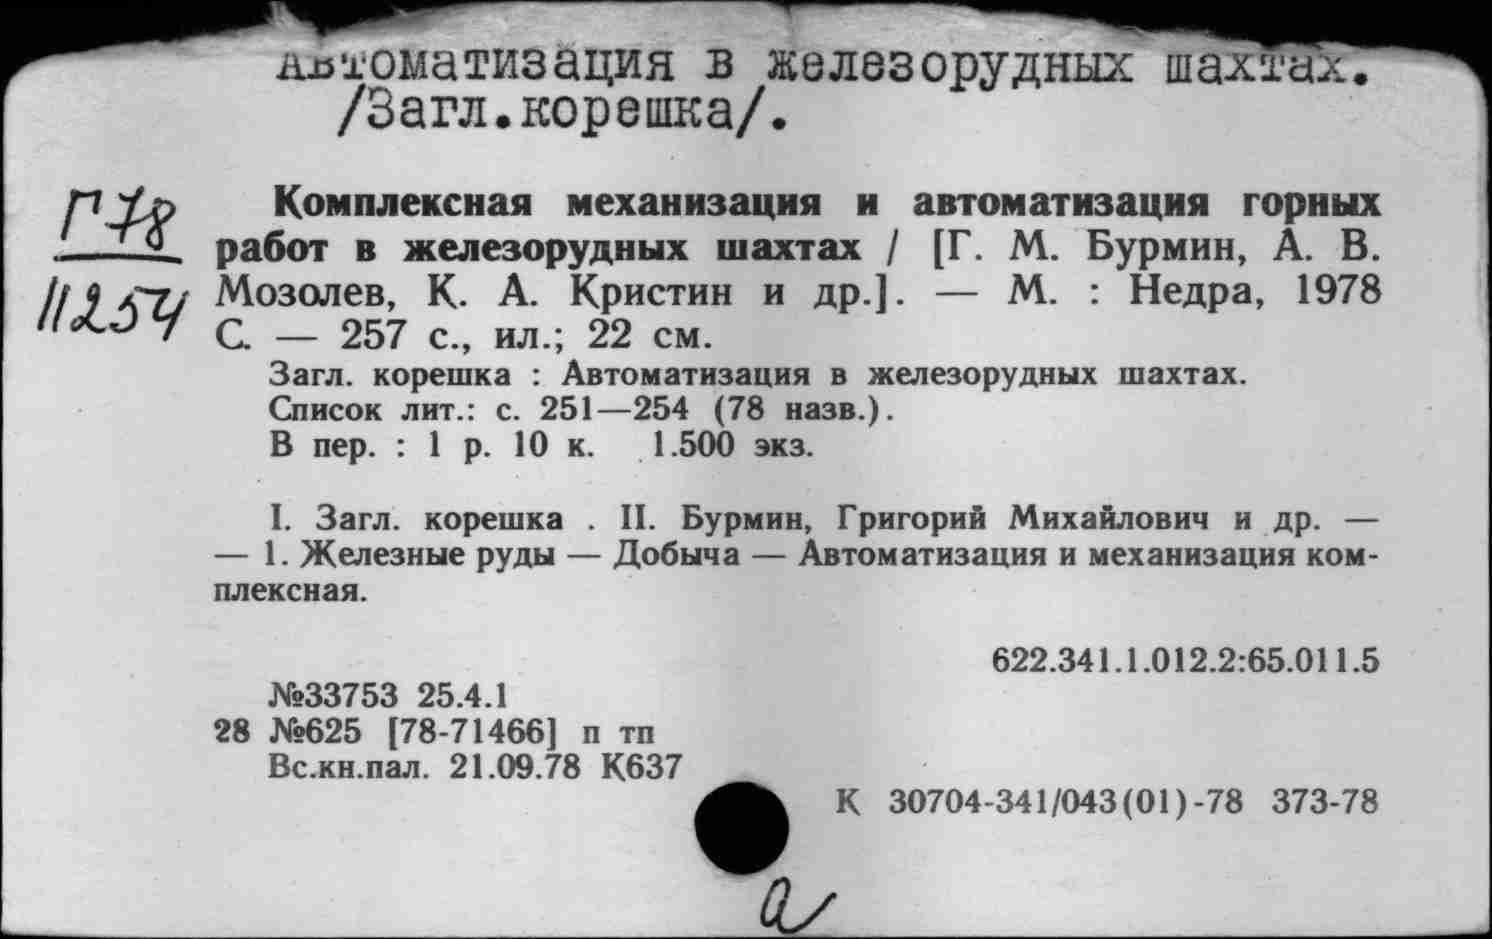 Автоматизация в железорудных шахтах.
/Загл.корешка/.
Г78
11254
Комплексная механизация и автоматизация горных
работ в железорудных шахтах / [Г. М. Бурмин, А. В.
Мозолев, К. А. Кристин и др.]. — М. : Недра, 1978
С. — 257 с., ил.; 22 см.
Загл. корешка : Автоматизация в железорудных шахтах.
Список лит.: с. 251—254 (78 назв.).
В пер. : 1 р. 10 к. 1.500 экз.
I. Загл. корешка . II. Бурмин, Григорий Михайлович и др. —
— 1. Железные руды — Добыча — Автоматизация и механизация ком-
плексная.
622.341.1.012.2:65.011.5
№33753 25.4.1
28 №625 [78-71466] п тп
Вс.кн.пал. 21.09.78 К637
К 30704-341/043(01)-78 373-78
а